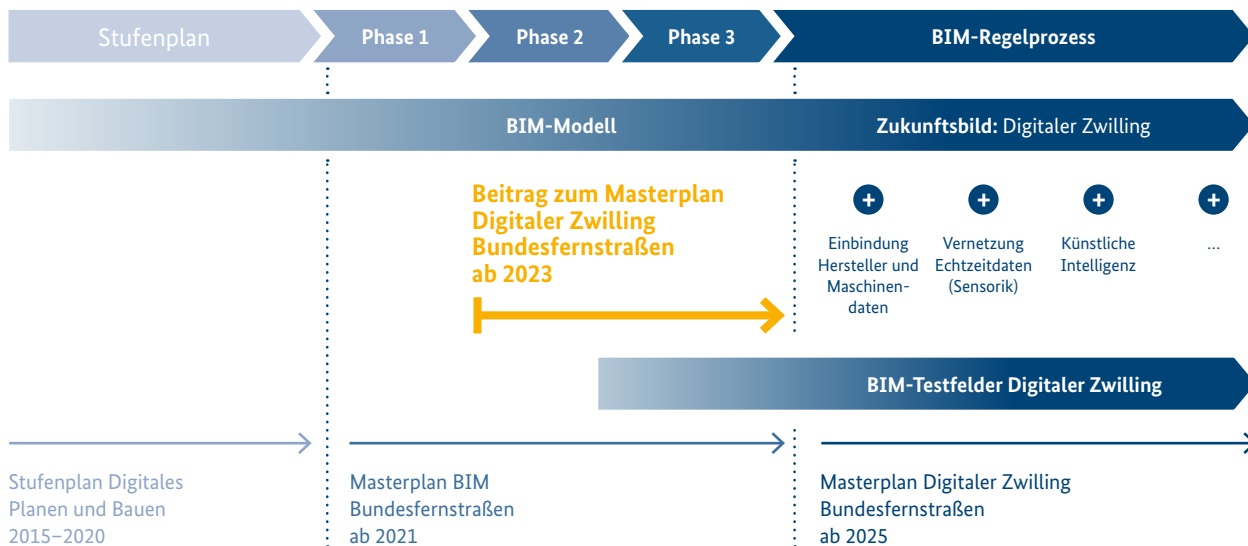 Stufenplan
Phase 1
Phase 2
Phase 3
BIM-Regelprozess
BIM-Modell
Zukunftsbild: Digitaler Zwilling
Beitrag zum Masterplan
Digitaler Zwilling
Bundesfernstraßen
ab 2023
Einbindung
Hersteller und
Maschinen-
daten
Vernetzung
Echtzeitdaten
(Sensorik)
Künstliche
Intelligenz
...
BIM-Testfelder Digitaler Zwilling
Stufenplan Digitales
Planen und Bauen
2015–2020
Masterplan BIM
Bundesfernstraßen
ab 2021
Masterplan Digitaler Zwilling
Bundesfernstraßen
ab 2025